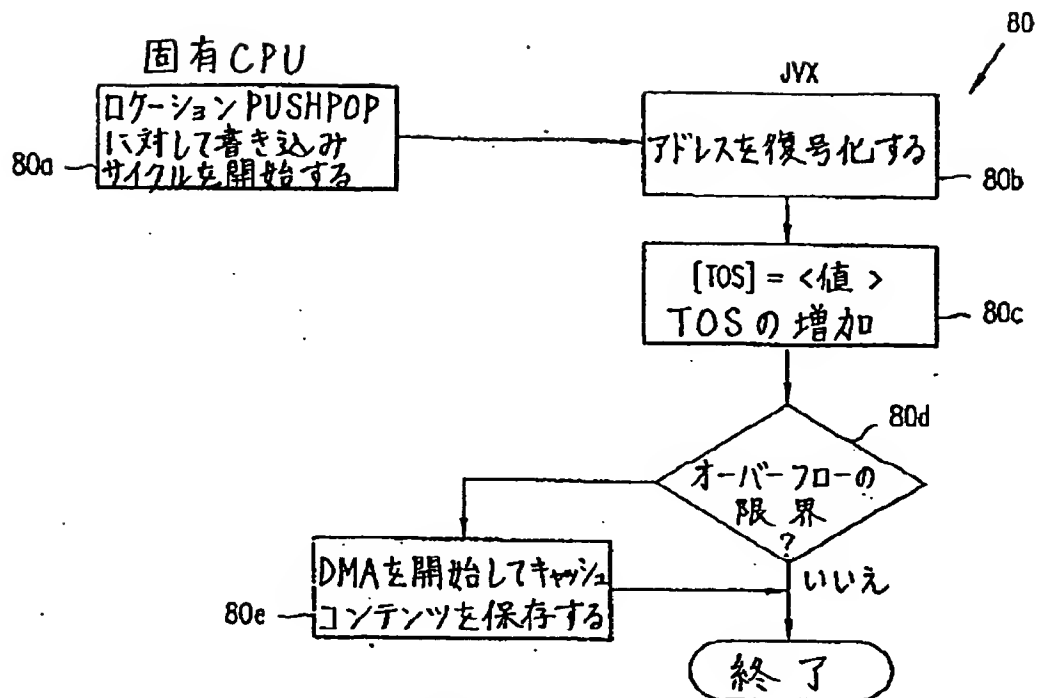 80
固有CPU
JVX
ロケーションPUSHPOP
に対して書き込み
サイクルを開始する
80a
アドレスを復号化する
80b
[TOS] = <値>
TOSの増加
80c
80d
オーバーフローの
限界
?
いいえ
DMAを開始してキャッシュ
コンテンツを保存する
80e
終了